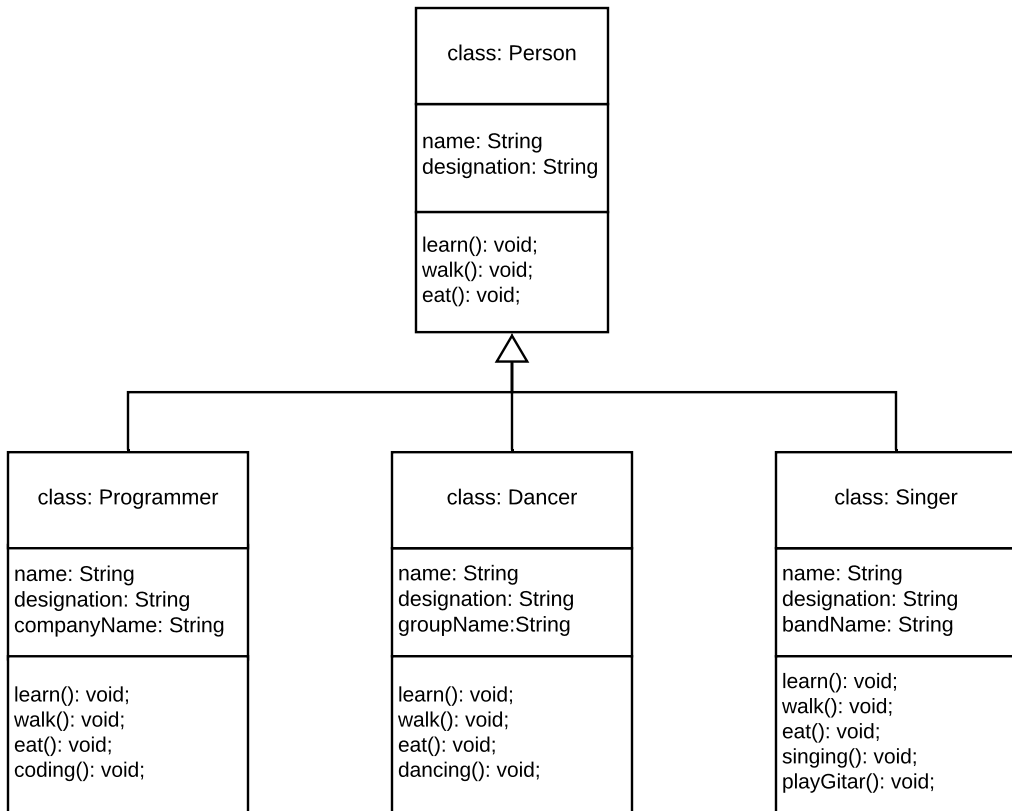 class: Person
name: String
designation: String
learn(): void;
walk(): void;
eat(): void;
class: Programmer
name: String
designation: String
companyName: String
learn(): void;
walk(): void;
eat(): void;
coding(): void;
class: Dancer
name: String
designation: String
groupName:String
learn(): void;
walk(): void;
eat(): void;
dancing(): void;
class: Singer
name: String
designation: String
bandName: String
learn(): void;
walk(): void;
eat(): void;
singing(): void;
playGitar(): void;